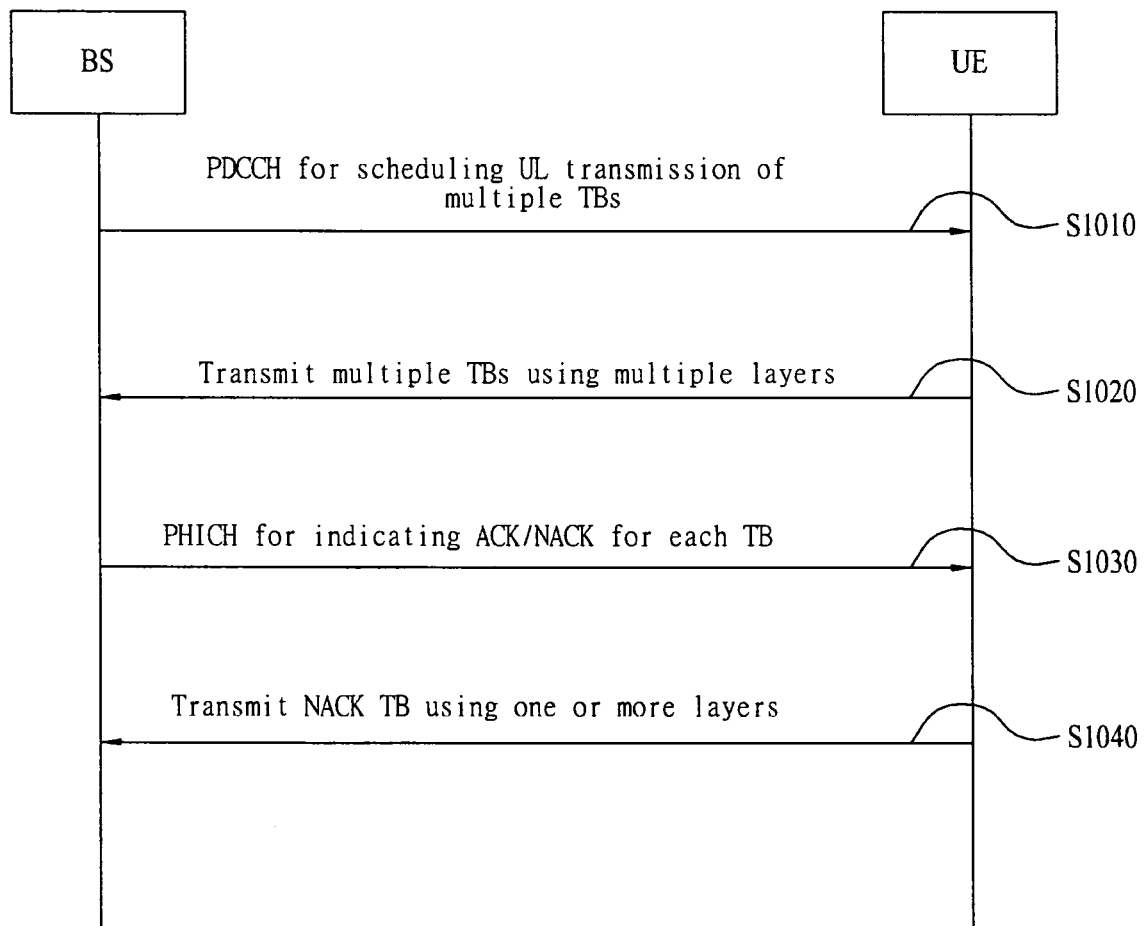 BS
UE
PDCCH for scheduling UL transmission of
multiple TBs
S1010
Transmit multiple TBs using multiple layers
S1020
PHICH for indicating ACK/NACK for each TB
S1030
Transmit NACK TB using one or more layers
S1040